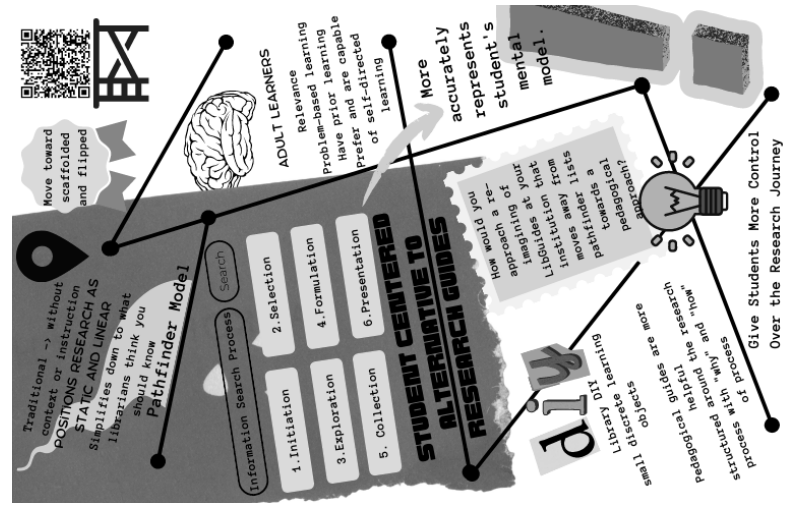 Move toward
scaffolded
and flipped
ADULT LEARNERS
Relevance
Problem-based learning
Have prior learning
Prefer and are capable
of self-directed
learning
More
accurately
represents
student's
mental
model.
Traditional -> without
context or instruction
POSITIONS RESEARCH AS
STATIC AND LINEAR
Simplifies down to what
librarians think you
should know
Pathfinder Model
Information Search Process
Search
1.Initiation
2.Selection
3.Exploration
4.Formulation
5. Collection
6.Presentation
STUDENT CENTERED
ALTERNATIVE TO
RESEARCH GUIDES
How would you
approach a re-
imagining of
LibGuides at your
institution that
moves away from
pathfinder lists
towards a
pedagogical
approach?
diy
Library DIY
small discrete learning
objects
Pedagogical guides are more
helpful
structured around the research
process with "why" and "how"
of process
Give Students More Control
Over the Research Journey